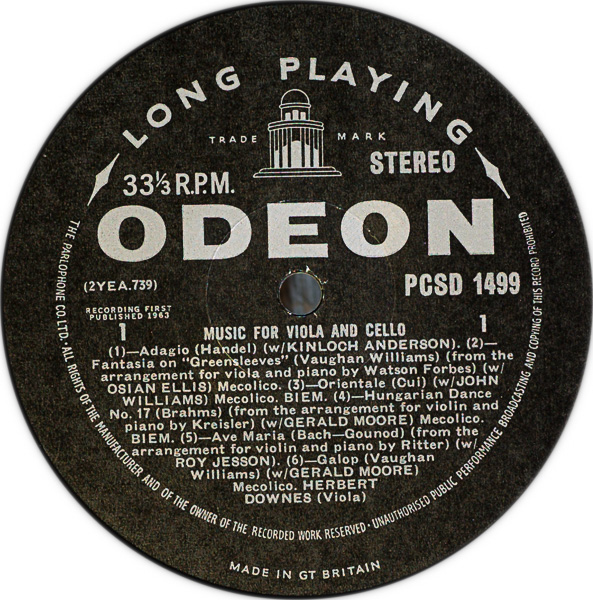 LONG PLAYING
TRADE MARK
33⅓ R.P.M.
STEREO
ODEON
(2YEA.739)
PCSD 1499
RECORDING FIRST
PUBLISHED 1963
1 MUSIC FOR VIOLA AND CELLO 1
(1)—Adagio (Handel) (w/KINLOCH ANDERSON). (2)—
Fantasia on "Greensleeves" (Vaughan Williams) (from the
arrangement for viola and piano by Watson Forbes) (w/
OSIAN ELLIS) Mecolico. (3)—Orientale (Cui) (w/JOHN
WILLIAMS) Mecolico. BIEM. (4)—Hungarian Dance
No. 17 (Brahms) (from the arrangement for violin and
piano by Kreisler) (w/GERALD MOORE) Mecolico.
BIEM. (5)—Ave Maria (Bach—Gounod) (from the
arrangement for violin and piano by Ritter) (w/
ROY JESSON). (6)—Galop (Vaughan
Williams) (w/GERALD MOORE)
Mecolico. HERBERT
DOWNES (Viola)
THE PARLOPHONE CO. LTD. ALL RIGHTS OF THE MANUFACTURER AND OF THE OWNER OF THE RECORDED WORK RESERVED · UNAUTHORISED PUBLIC PERFORMANCE BROADCASTING AND COPYING OF THIS RECORD PROHIBITED
MADE IN GT BRITAIN